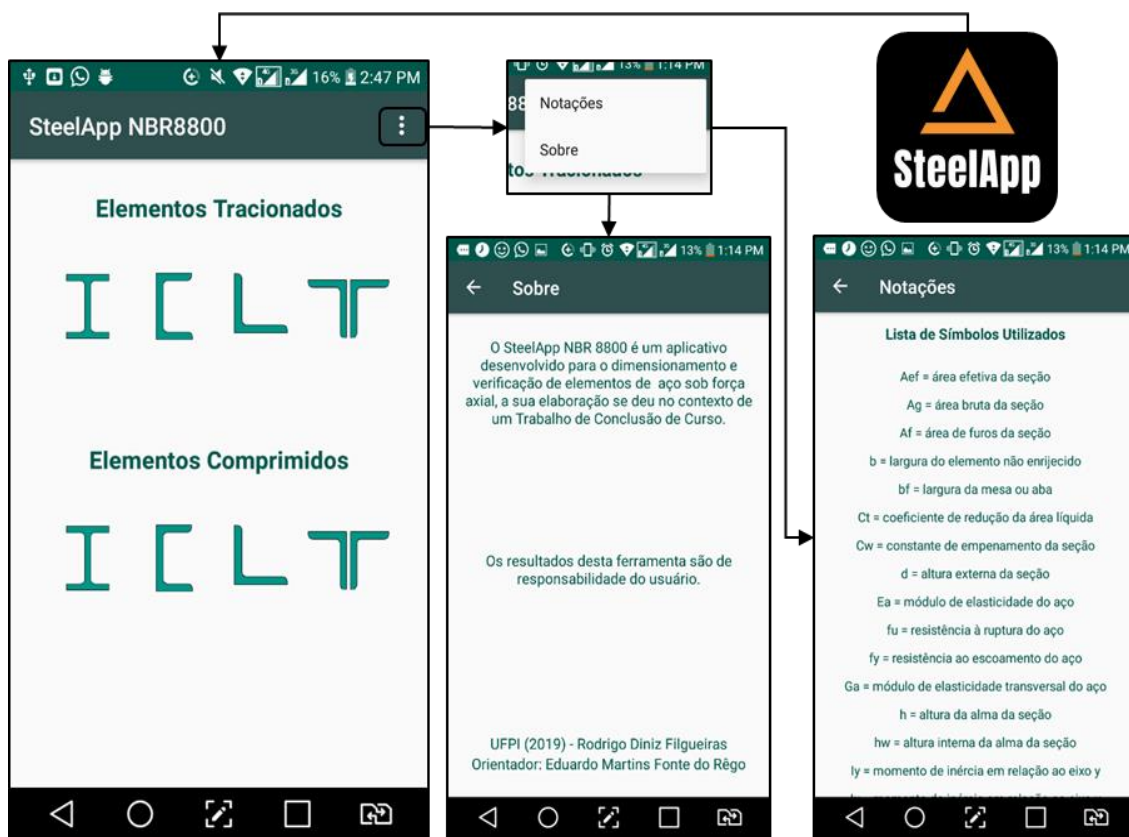 16% 2:47 PM
SteelApp NBR8800
Elementos Tracionados
Elementos Comprimidos
13% 1:14 PM
88
Notações
Sobre
tos Tracionados
SteelApp
13% 1:14 PM
Sobre
O SteelApp NBR 8800 é um aplicativo
desenvolvido para o dimensionamento e
verificação de elementos de aço sob força
axial, a sua elaboração se deu no contexto de
um Trabalho de Conclusão de Curso.
Os resultados desta ferramenta são de
responsabilidade do usuário.
UFPI (2019) - Rodrigo Diniz Filgueiras
Orientador: Eduardo Martins Fonte do Rêgo
13% 1:14 PM
Notações
Lista de Símbolos Utilizados
Aef = área efetiva da seção
Ag = área bruta da seção
Af = área de furos da seção
b = largura do elemento não enrijecido
bf = largura da mesa ou aba
Ct = coeficiente de redução da área líquida
Cw = constante de empenamento da seção
d = altura externa da seção
Ea = módulo de elasticidade do aço
fu = resistência à ruptura do aço
fy = resistência ao escoamento do aço
Ga = módulo de elasticidade transversal do aço
h = altura da alma da seção
hw = altura interna da alma da seção
Iy = momento de inércia em relação ao eixo y